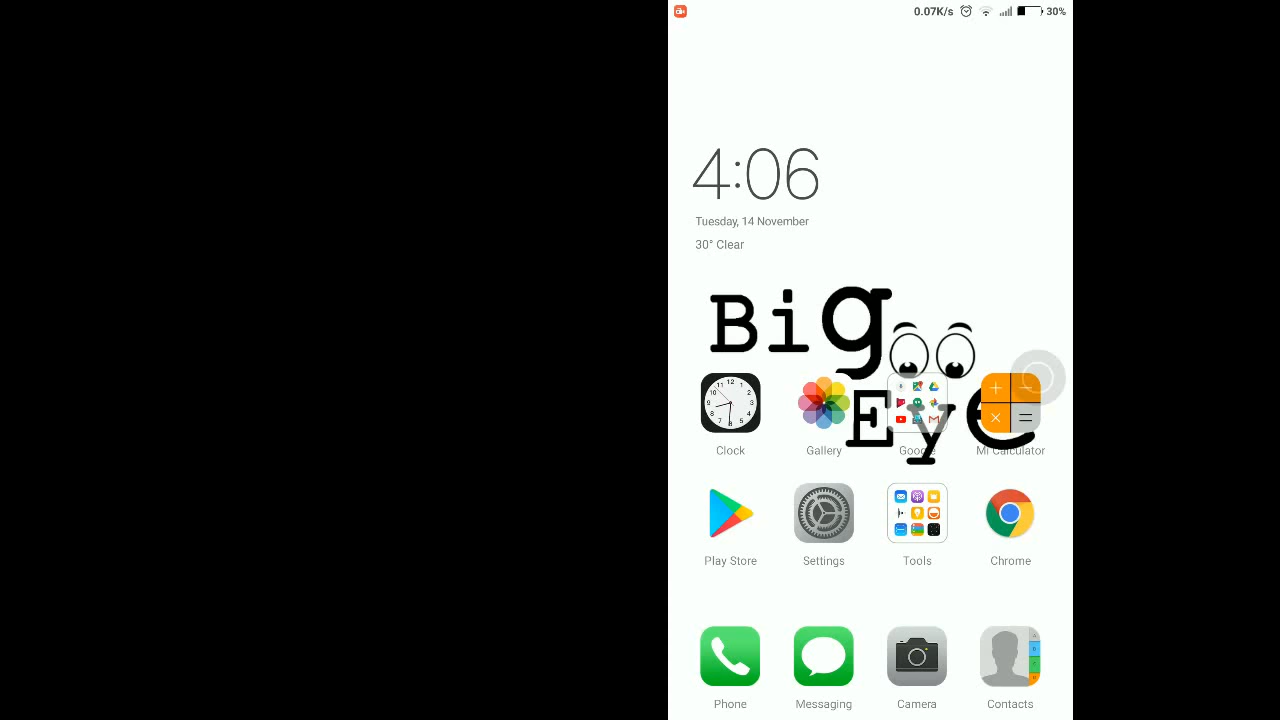 0.07K/s 30%
4:06
Tuesday, 14 November
30° Clear
Big
Eye
Clock Gallery Google Mi Calculator
Play Store Settings Tools Chrome
Phone Messaging Camera Contacts